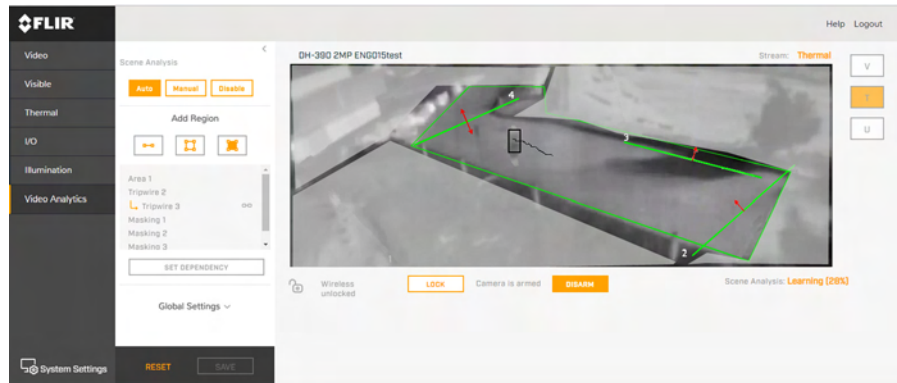 FLIR
Help Logout
Video
Visible
Thermal
I/O
Illumination
Video Analytics
System Settings
Scene Analysis
Auto Manual Disable
Add Region
Area 1
Tripwire 2
Tripwire 3
Masking 1
Masking 2
Masking 3
SET DEPENDENCY
Global Settings
RESET SAVE
DH-390 2MP ENG015test
Stream: Thermal
V
T
U
4
3
2
Wireless
unlocked
LOCK
Camera is armed
DISARM
Scene Analysis: Learning [28%]